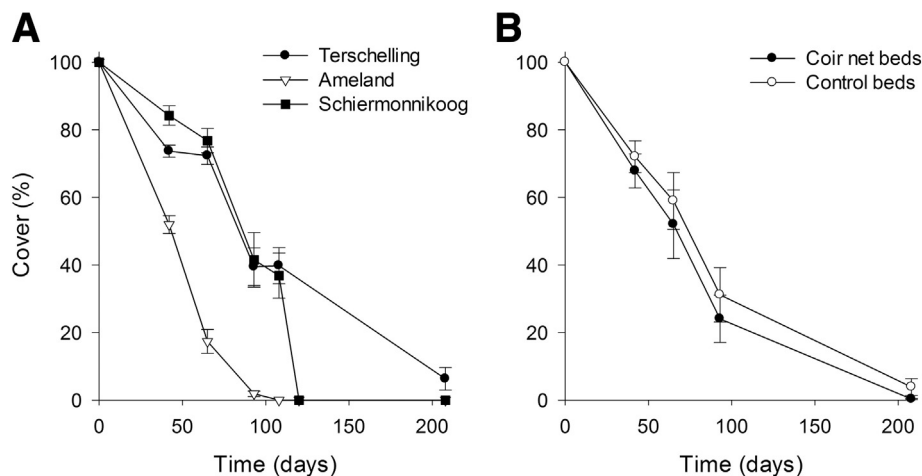 A
Terschelling
Ameland
Schiermonnikoog
100
80
60
40
20
0
Cover (%)
0 50 100 150 200
Time (days)
B
Coir net beds
Control beds
100
80
60
40
20
0
0 50 100 150 200
Time (days)